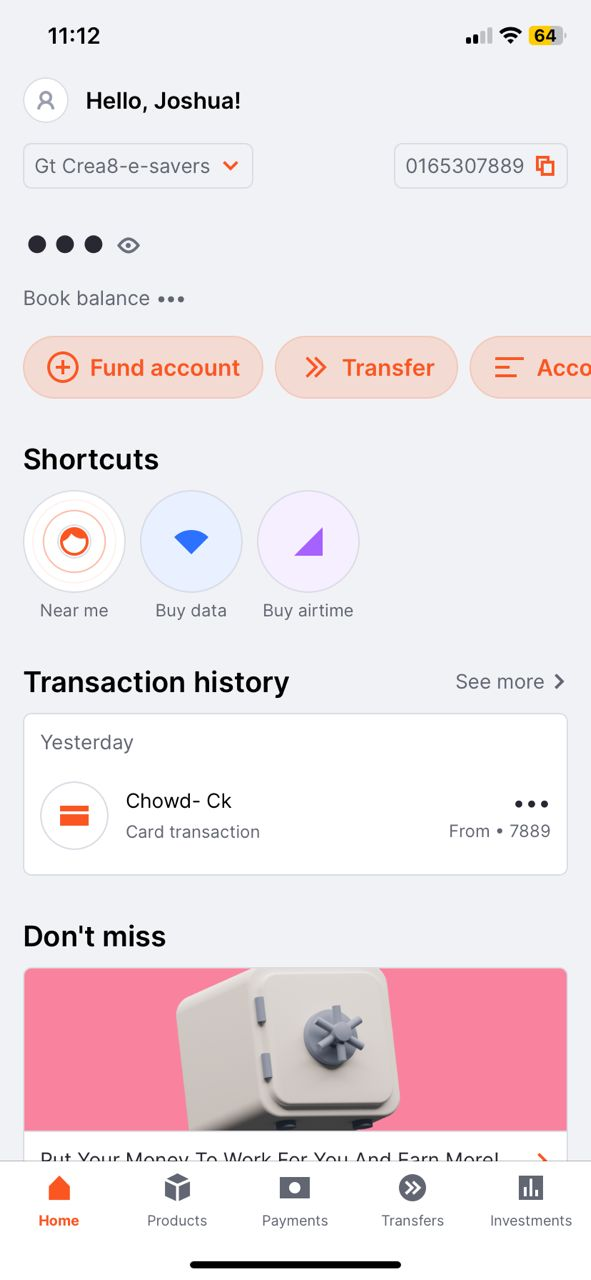 11:12
64
Hello, Joshua!
Gt Crea8-e-savers
0165307889
Book balance
Fund account
Transfer
Acco
Shortcuts
Near me
Buy data
Buy airtime
Transaction history
See more
Yesterday
Chowd- Ck
Card transaction
From • 7889
Don't miss
Put Your Money To Work For You And Earn More!
Home
Products
Payments
Transfers
Investments